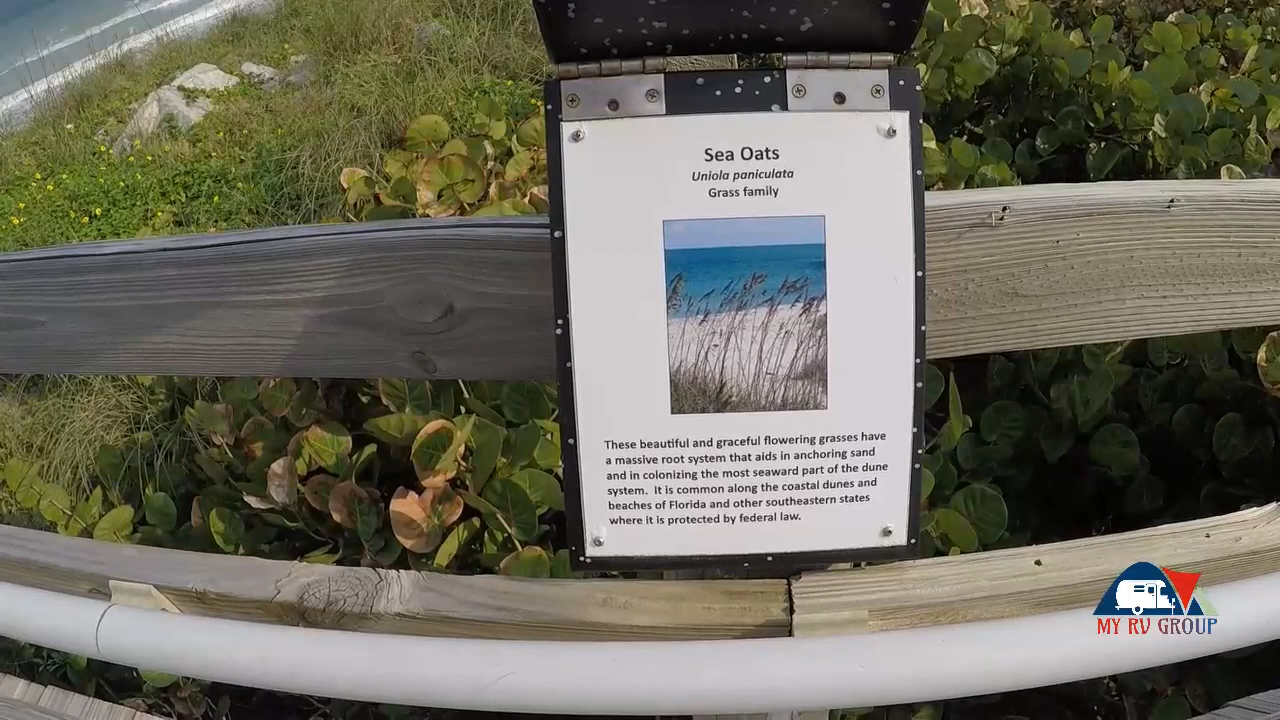 Sea Oats
Uniola paniculata
Grass family
These beautiful and graceful flowering grasses have
a massive root system that aids in anchoring sand
and in colonizing the most seaward part of the dune
system. It is common along the coastal dunes and
beaches of Florida and other southeastern states
where it is protected by federal law.
MY RV GROUP